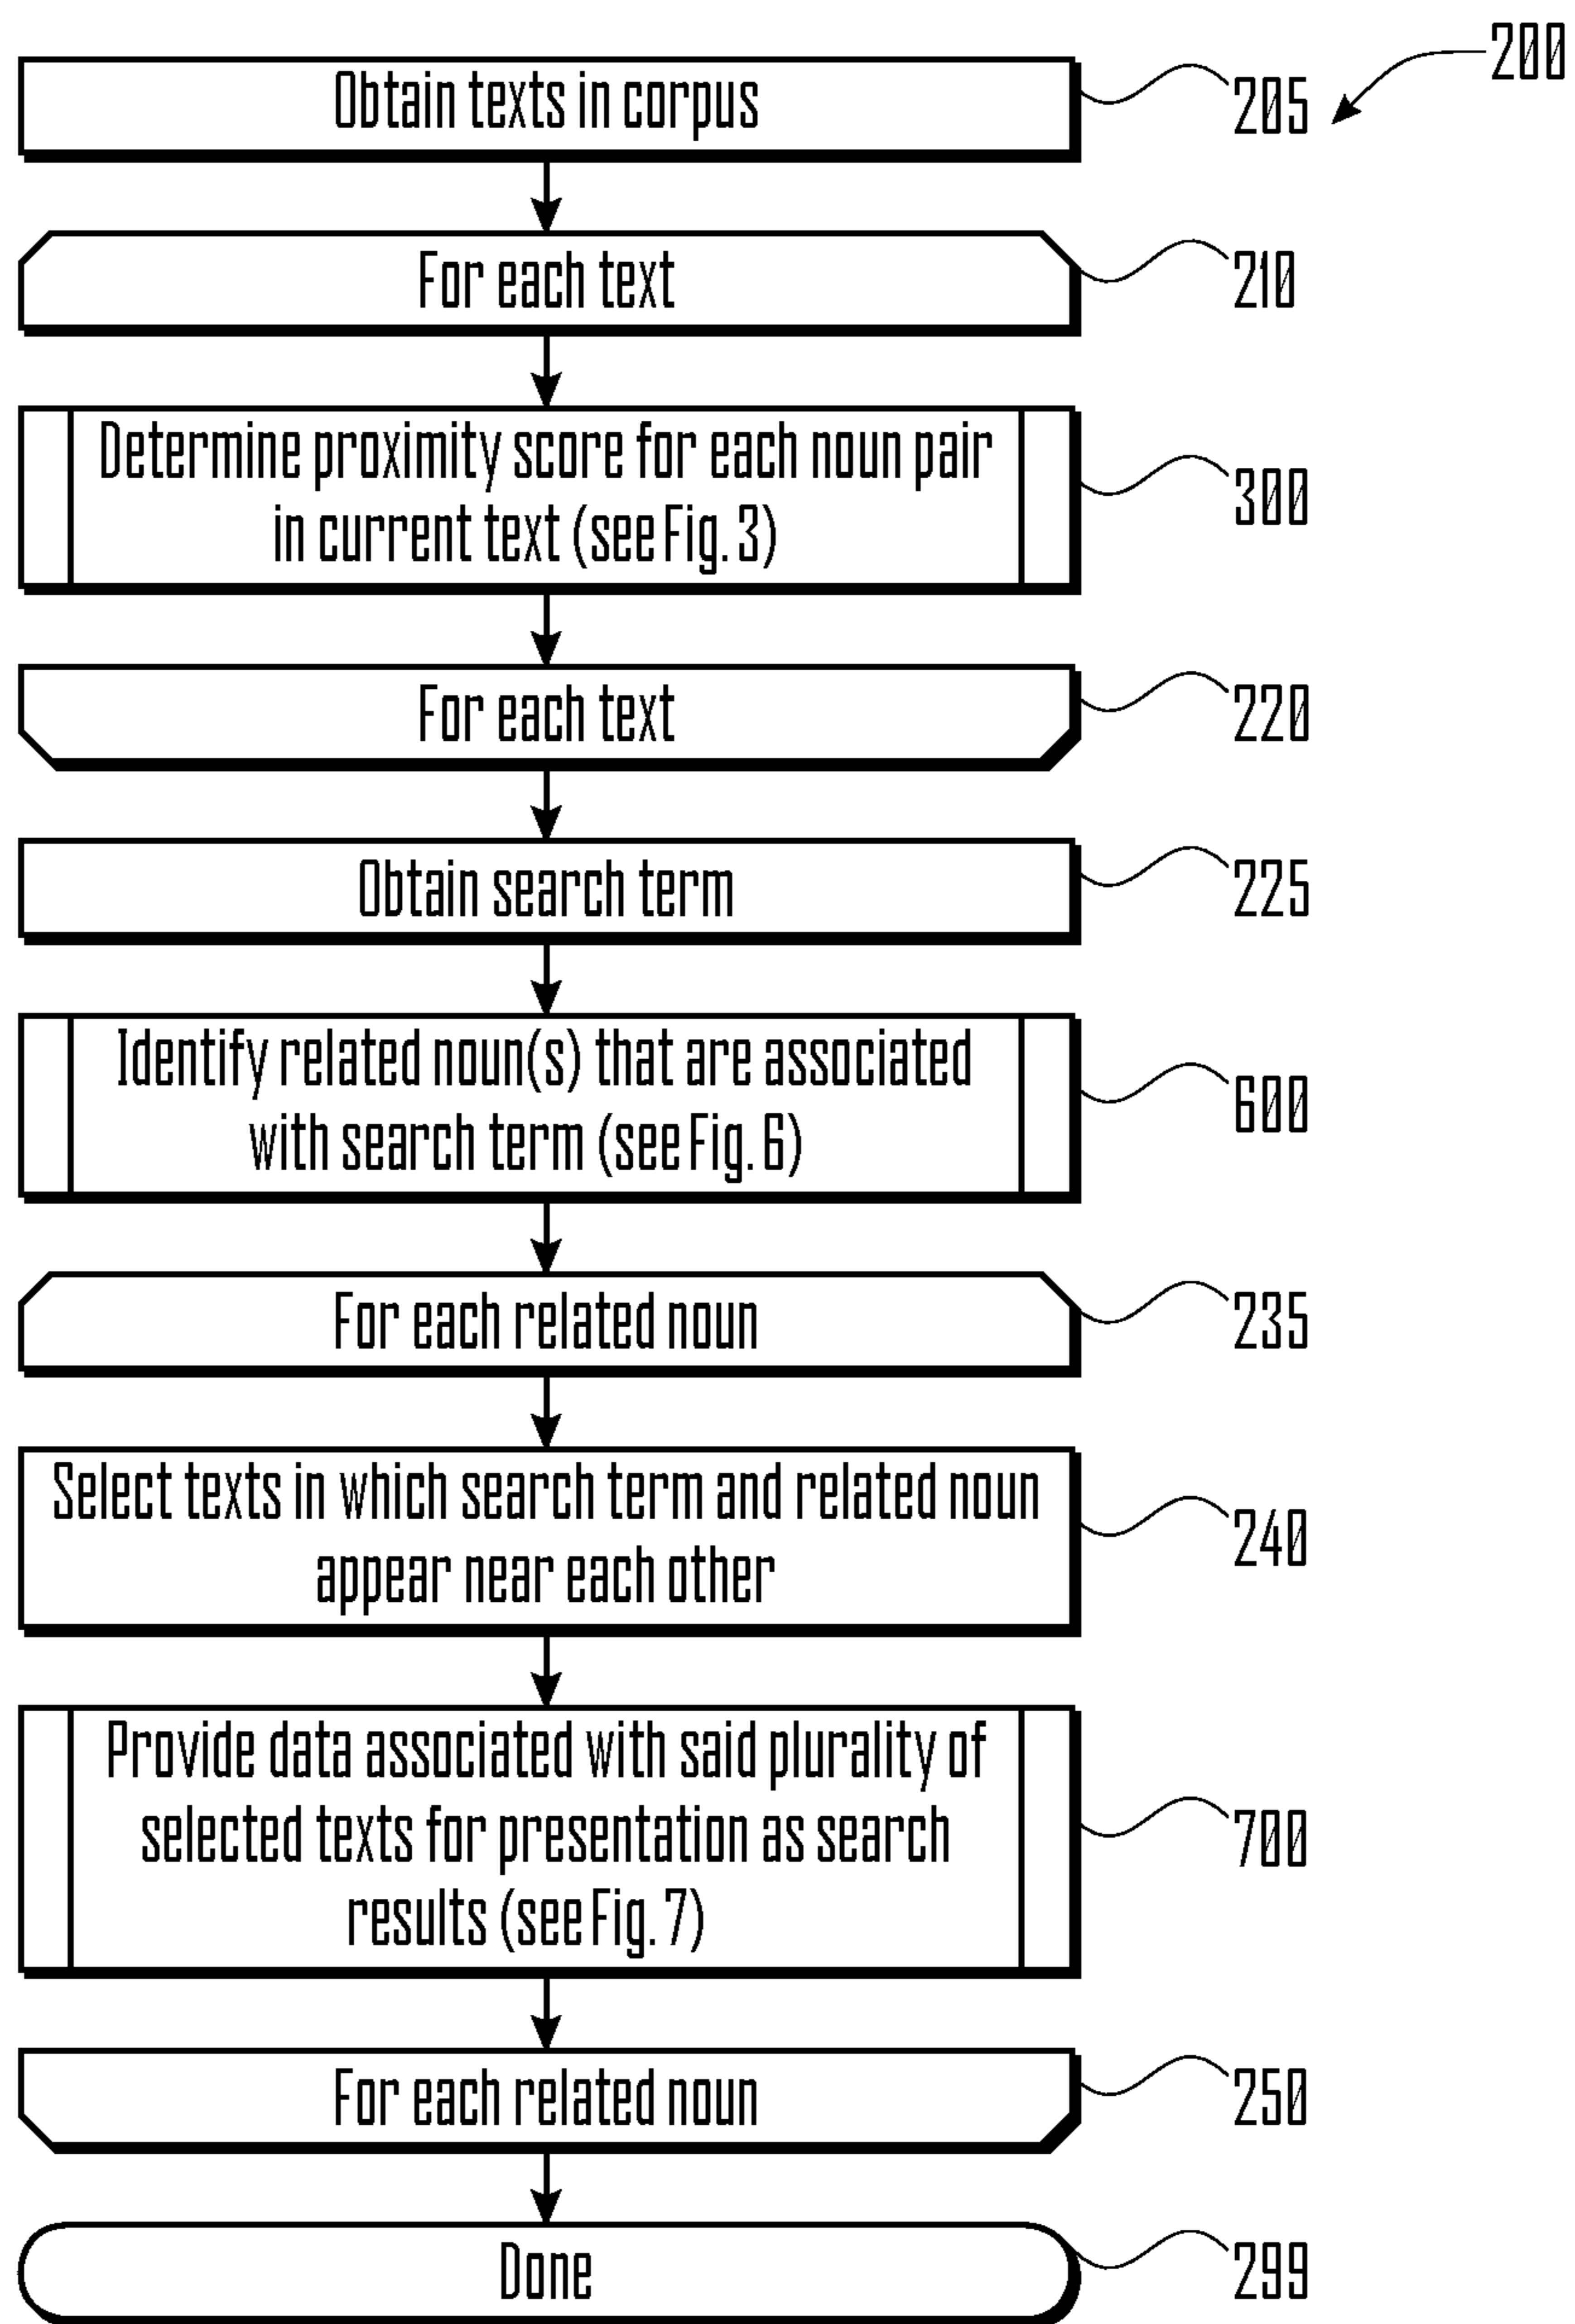 200
Obtain texts in corpus
205
For each text
210
Determine proximity score for each noun pair
in current text (see Fig. 3)
300
For each text
220
Obtain search term
225
Identify related noun(s) that are associated
with search term (see Fig. 6)
600
For each related noun
235
Select texts in which search term and related noun
appear near each other
240
Provide data associated with said plurality of
selected texts for presentation as search
results (see Fig. 7)
700
For each related noun
250
Done
299